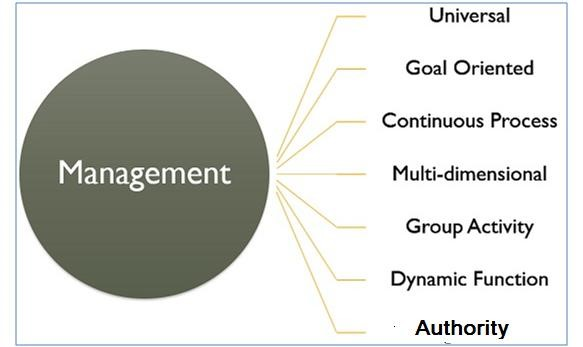 Management
Universal
Goal Oriented
Continuous Process
Multi-dimensional
Group Activity
Dynamic Function
Authority